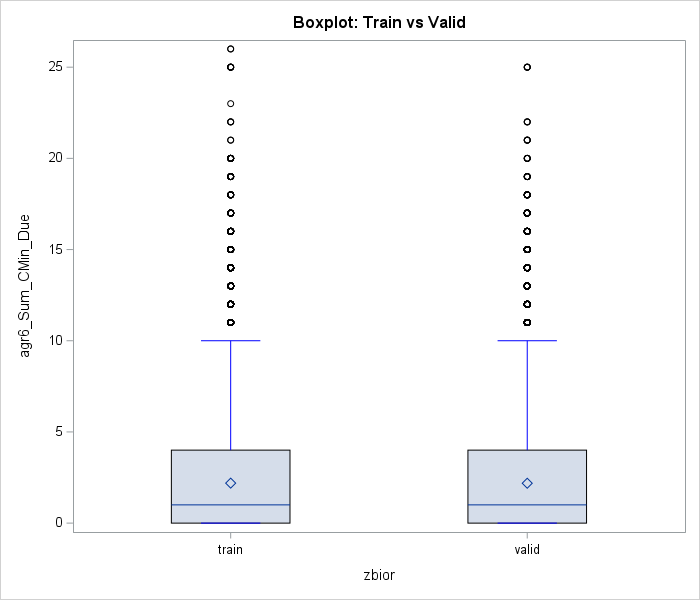 Boxplot: Train vs Valid
agr6_Sum_CMin_Due
25
20
15
10
5
0
train
valid
zbior